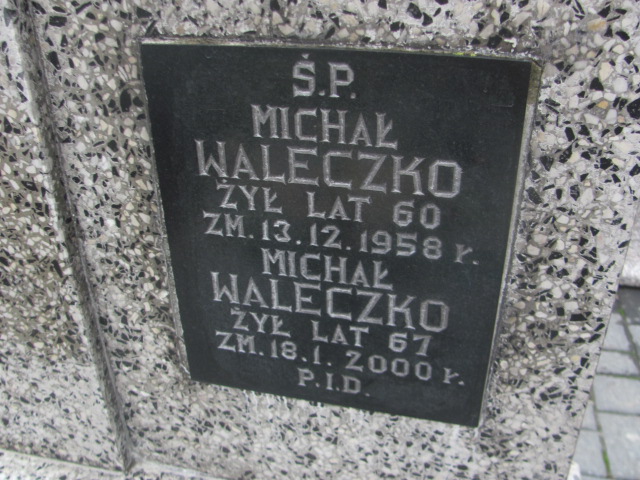 Ś.P.
MICHAŁ
WALECZKO
ŻYŁ LAT 60
ZM. 13.12.1958 r.
MICHAŁ
WALECZKO
ŻYŁ LAT 67
ZM. 18.1.2000 r.
P.I.D.